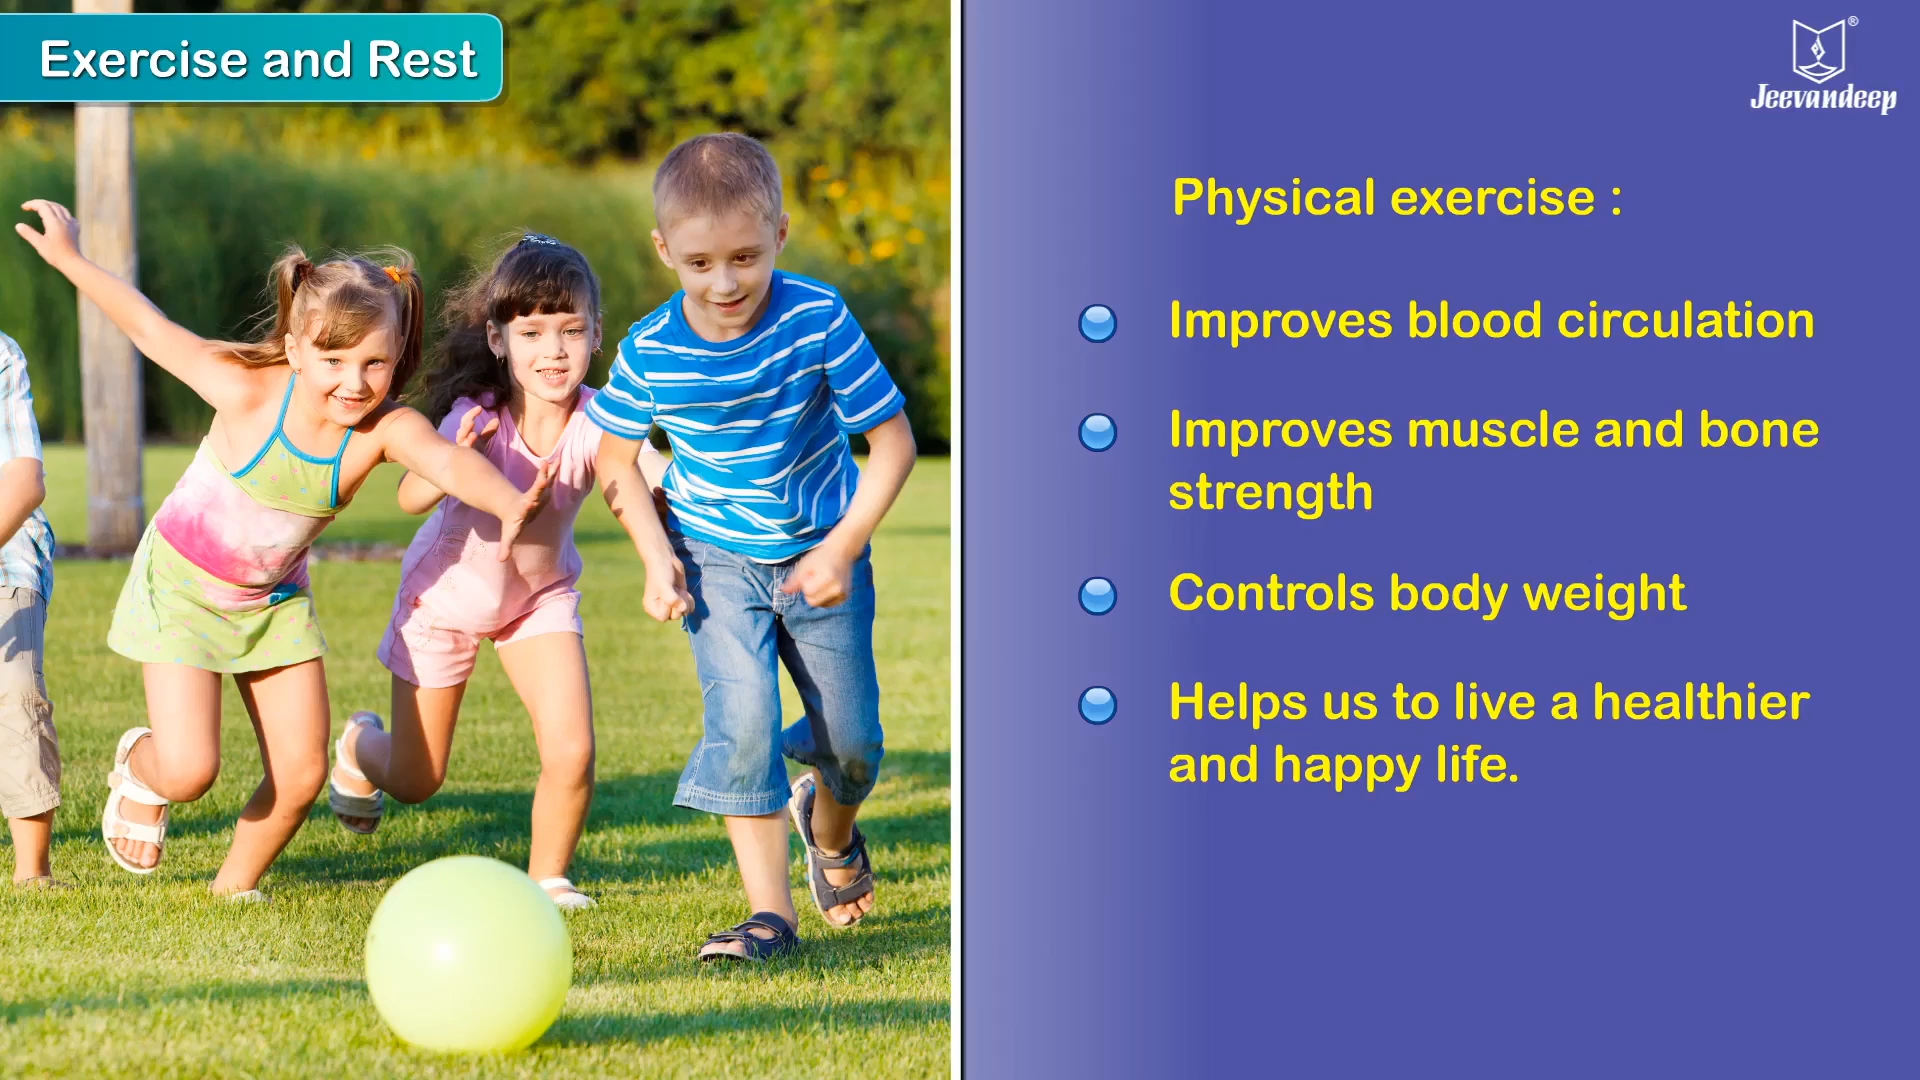 Exercise and Rest
®
Jeevandeep
Physical exercise :
Improves blood circulation
Improves muscle and bone
strength
Controls body weight
Helps us to live a healthier
and happy life.